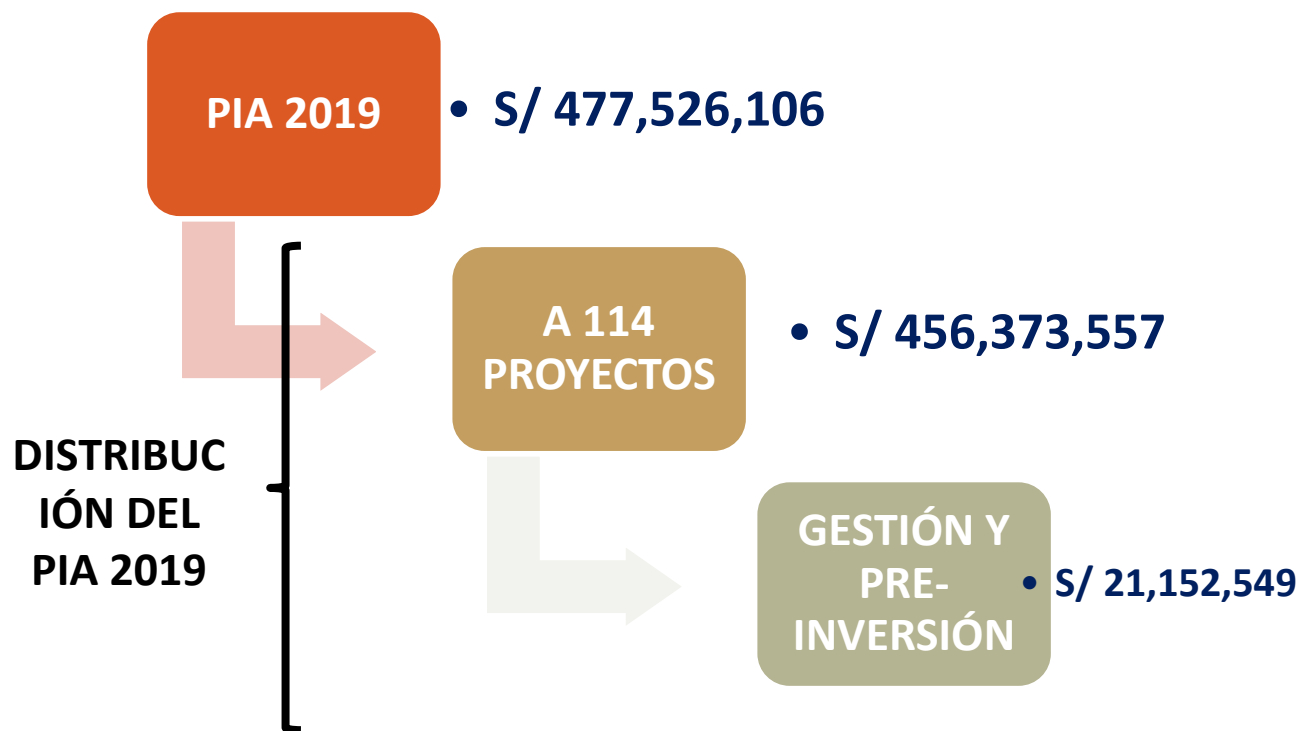 PIA 2019
• S/ 477,526,106
A 114
PROYECTOS
• S/ 456,373,557
DISTRIBUC
IÓN DEL
PIA 2019
GESTIÓN Y
PRE-
INVERSIÓN
• S/ 21,152,549